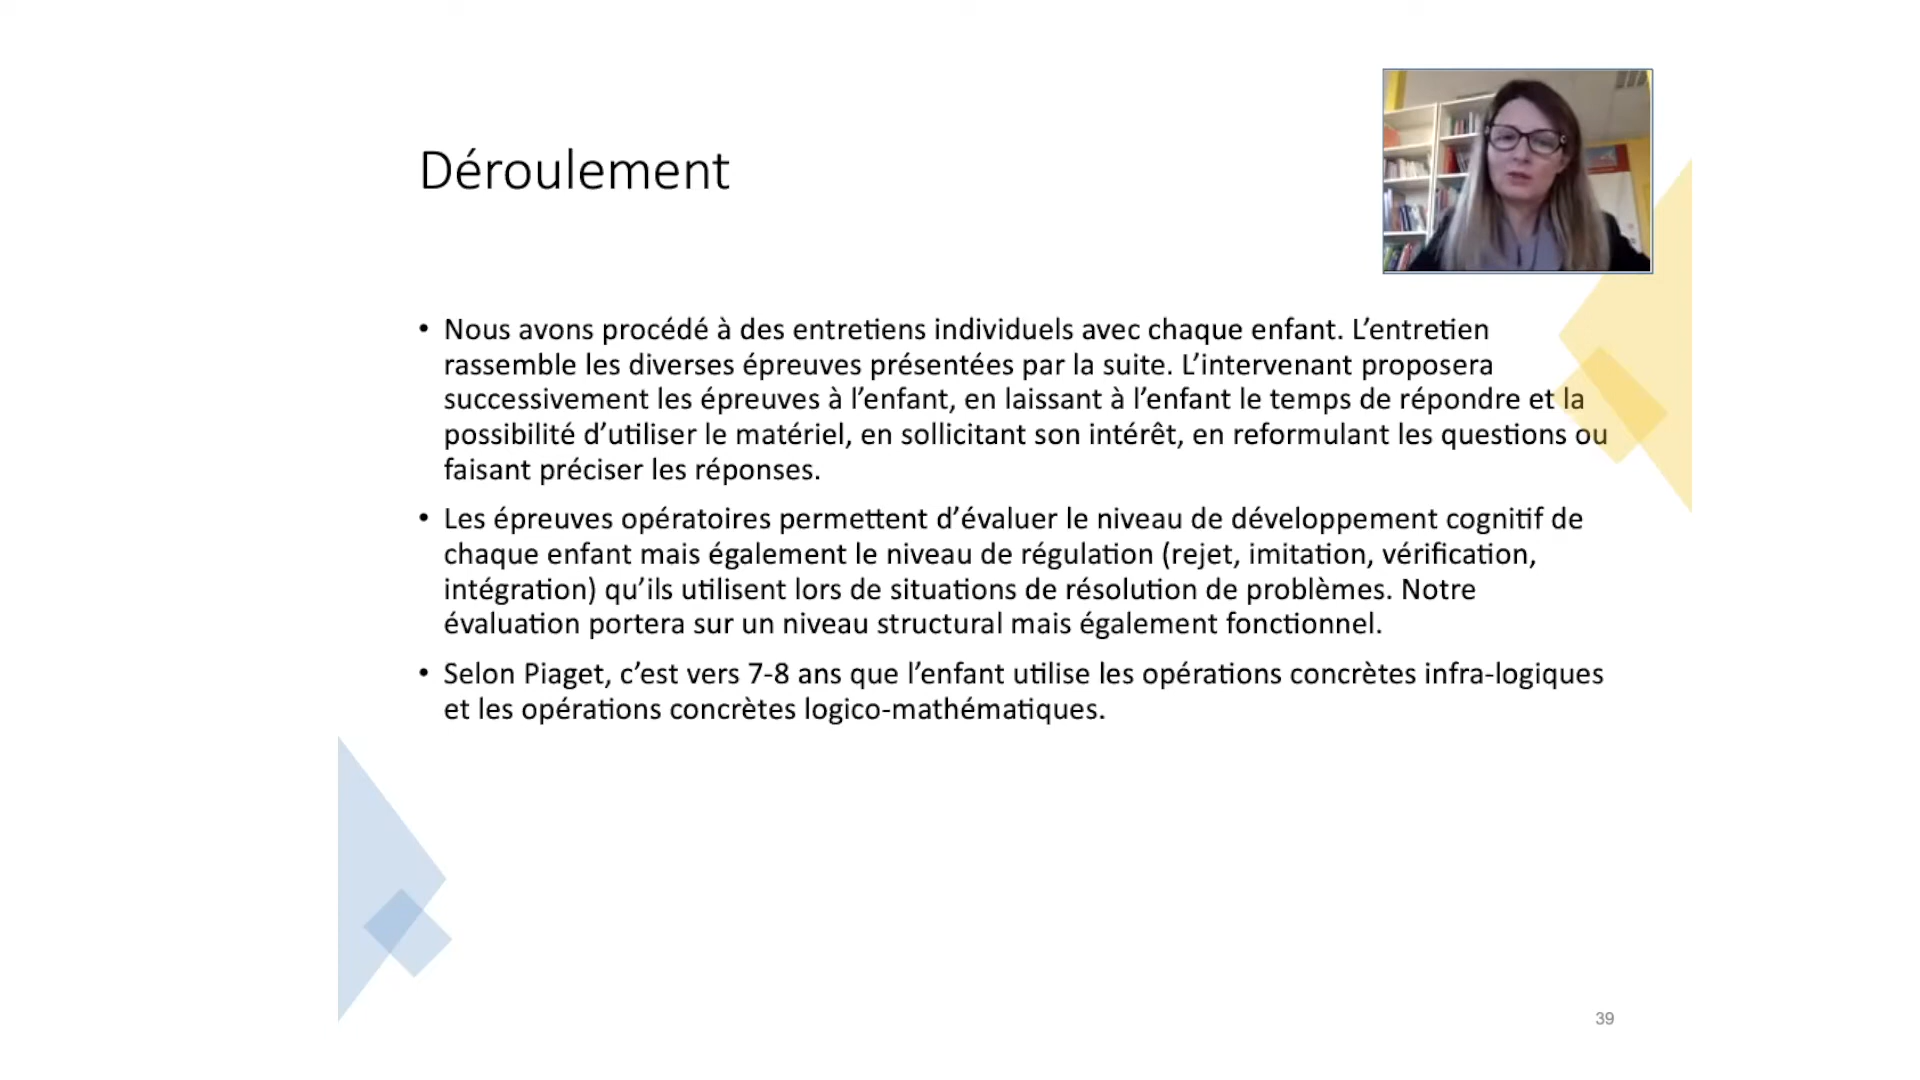 Déroulement
• Nous avons procédé à des entretiens individuels avec chaque enfant. L’entretien
rassemble les diverses épreuves présentées par la suite. L’intervenant proposera
successivement les épreuves à l’enfant, en laissant à l’enfant le temps de répondre et la
possibilité d’utiliser le matériel, en sollicitant son intérêt, en reformulant les questions ou
faisant préciser les réponses.
• Les épreuves opératoires permettent d’évaluer le niveau de développement cognitif de
chaque enfant mais également le niveau de régulation (rejet, imitation, vérification,
intégration) qu’ils utilisent lors de situations de résolution de problèmes. Notre
évaluation portera sur un niveau structural mais également fonctionnel.
• Selon Piaget, c’est vers 7-8 ans que l’enfant utilise les opérations concrètes infra-logiques
et les opérations concrètes logico-mathématiques.
39